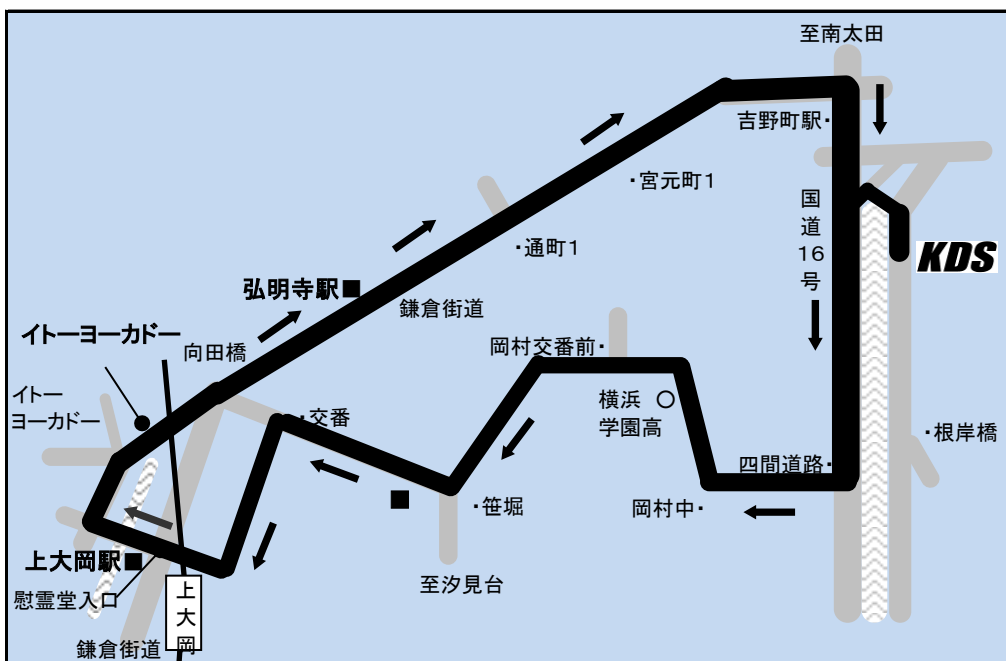 至南太田
吉野町駅・
・宮元町1
国道16号
・通町1
KDS
弘明寺駅■
鎌倉街道
イトーヨーカドー
向田橋
岡村交番前・
イトー
ヨーカドー
横浜
学園高
・交番
・根岸橋
四間道路・
岡村中・
・笹堀
上大岡駅■
至汐見台
慰霊堂入口
上大岡
鎌倉街道